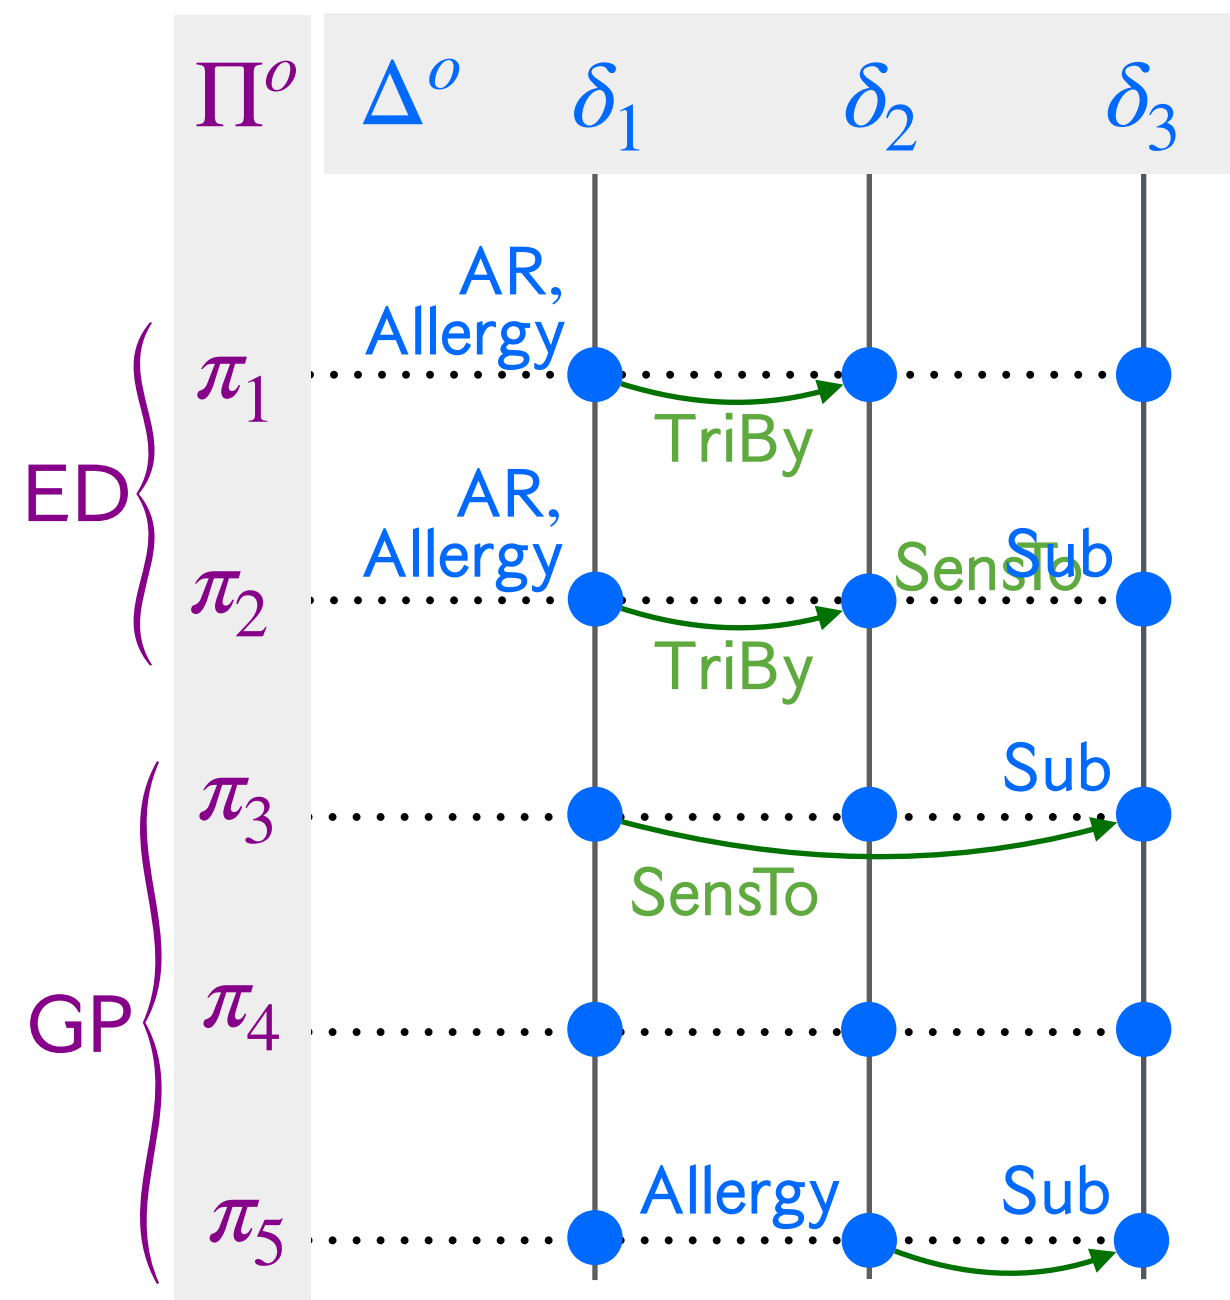 Πᵒ Δᵒ δ₁ δ₂ δ₃
AR,
Allergy
π₁
TriBy
ED
AR,
Allergy
SensTo
Sub
π₂
TriBy
π₃
Sub
SensTo
GP
π₄
Allergy
Sub
π₅